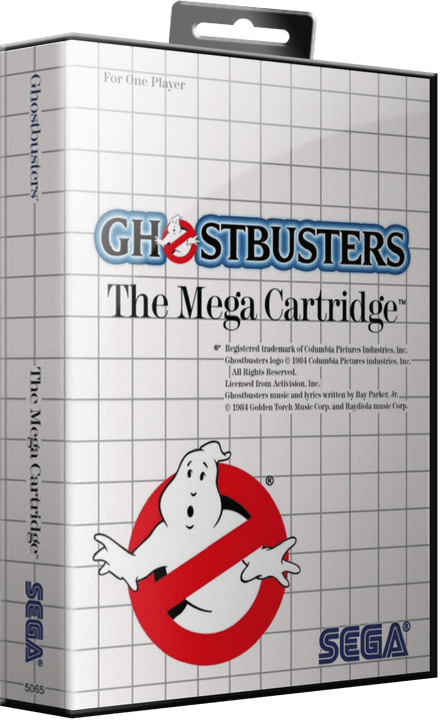 For One Player
GHOSTBUSTERS
The Mega Cartridge™
®* Registered trademark of Columbia Pictures Industries, Inc.
Ghostbusters logo © 1984 Columbia Pictures industries, Inc.
All Rights Reserved.
Licensed from Activision, Inc.
Ghostbusters music and lyrics written by Ray Parker, Jr.
© 1984 Golden Torch Music Corp. and Raydiola music Corp.
®
SEGA®
Ghostbusters
The Mega Cartridge
SEGA®
5065